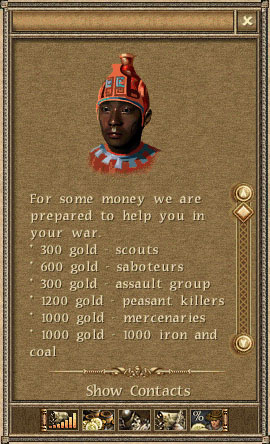 For some money we are
prepared to help you in
your war.
* 300 gold - scouts
* 600 gold - saboteurs
* 300 gold - assault group
* 1200 gold - peasant killers
* 1000 gold - mercenaries
* 1000 gold - 1000 iron and
coal
Show Contacts
%